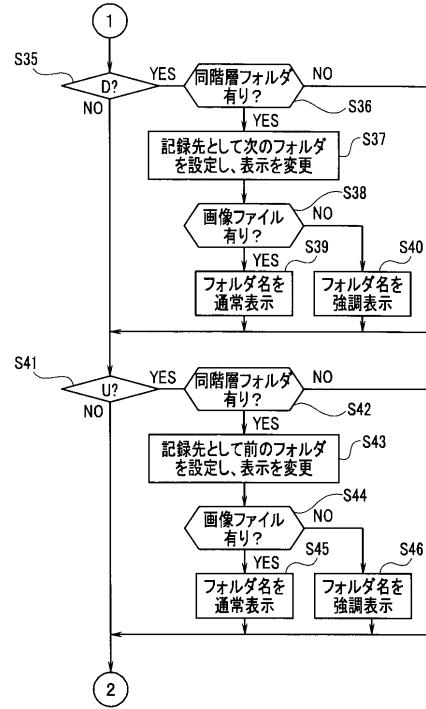 1
S35
D?
YES
NO
同階層フォルダ
有り？
NO
S36
YES
S37
記録先として次のフォルダ
を設定し、表示を変更
S38
画像ファイル
有り？
NO
YES
S39
S40
フォルダ名を
通常表示
フォルダ名を
強調表示
S41
U?
YES
NO
同階層フォルダ
有り？
NO
S42
YES
S43
記録先として前のフォルダ
を設定し、表示を変更
S44
画像ファイル
有り？
NO
YES
S45
S46
フォルダ名を
通常表示
フォルダ名を
強調表示
2